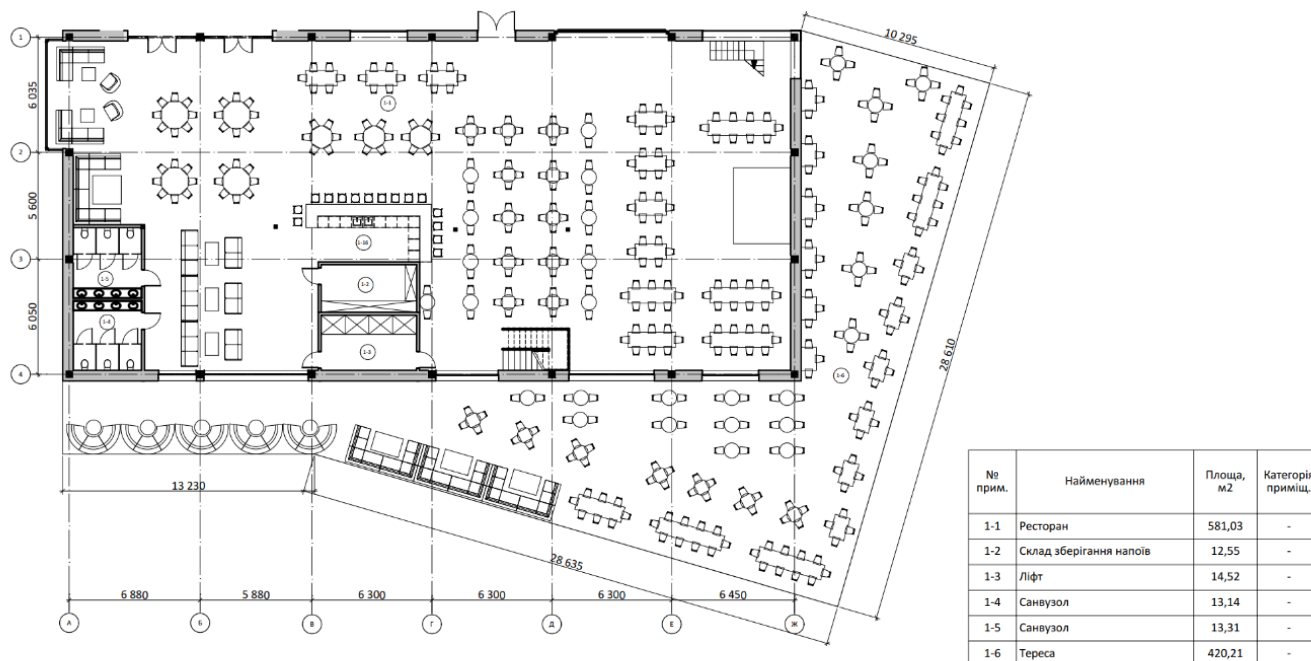 1
10 295
6 035
1-1
2
5 600
1-1б
3
1-5
1-2
6 050
1-4
1-3
4
1-6
28 610
13 230
28 635
6 880
5 880
6 300
6 300
6 300
6 450
А
Б
В
Г
Д
Е
Ж
№ прим. Найменування Площа, м2 Категорія приміщ.
1-1 Ресторан 581,03 -
1-2 Склад зберігання напоїв 12,55 -
1-3 Ліфт 14,52 -
1-4 Санвузол 13,14 -
1-5 Санвузол 13,31 -
1-6 Тереса 420,21 -